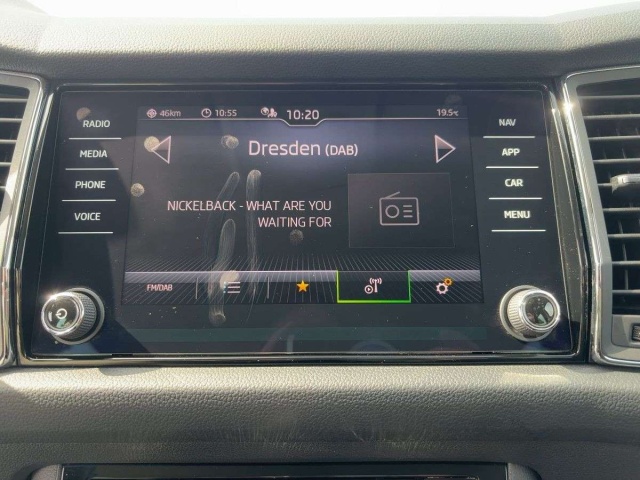 46km 10:55 10:20 19.5°C
RADIO
MEDIA
PHONE
VOICE
Dresden (DAB)
NICKELBACK - WHAT ARE YOU
WAITING FOR
FM/DAB
NAV
APP
CAR
MENU